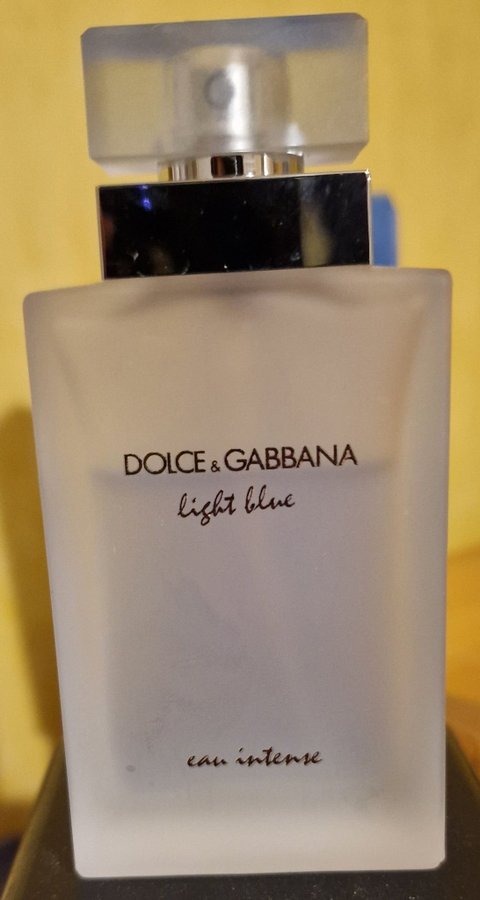 DOLCE & GABBANA
light blue
eau intense